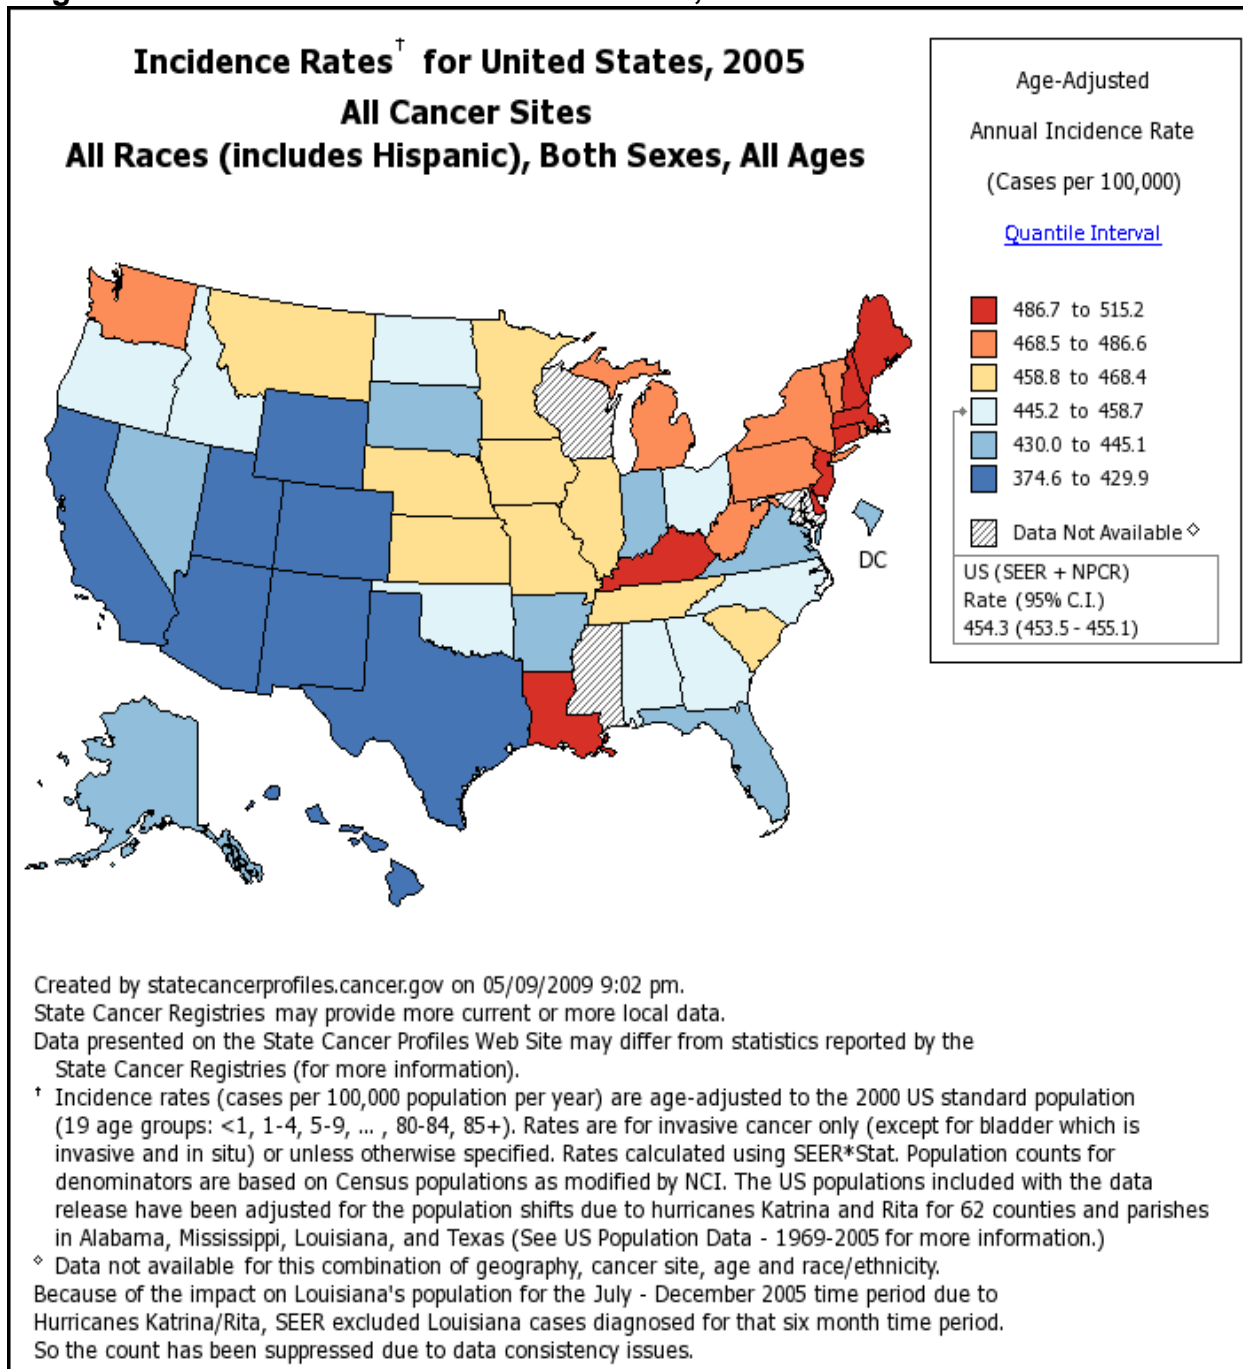 Incidence Rates† for United States, 2005
All Cancer Sites
All Races (includes Hispanic), Both Sexes, All Ages
Age-Adjusted
Annual Incidence Rate
(Cases per 100,000)
Quantile Interval
486.7 to 515.2
468.5 to 486.6
458.8 to 468.4
445.2 to 458.7
430.0 to 445.1
374.6 to 429.9
Data Not Available ◇
US (SEER + NPCR)
Rate (95% C.I.)
454.3 (453.5 - 455.1)
DC
Created by statecancerprofiles.cancer.gov on 05/09/2009 9:02 pm.
State Cancer Registries may provide more current or more local data.
Data presented on the State Cancer Profiles Web Site may differ from statistics reported by the
State Cancer Registries (for more information).
† Incidence rates (cases per 100,000 population per year) are age-adjusted to the 2000 US standard population
(19 age groups: <1, 1-4, 5-9, ... , 80-84, 85+). Rates are for invasive cancer only (except for bladder which is
invasive and in situ) or unless otherwise specified. Rates calculated using SEER*Stat. Population counts for
denominators are based on Census populations as modified by NCI. The US populations included with the data
release have been adjusted for the population shifts due to hurricanes Katrina and Rita for 62 counties and parishes
in Alabama, Mississippi, Louisiana, and Texas (See US Population Data - 1969-2005 for more information.)
◇ Data not available for this combination of geography, cancer site, age and race/ethnicity.
Because of the impact on Louisiana's population for the July - December 2005 time period due to
Hurricanes Katrina/Rita, SEER excluded Louisiana cases diagnosed for that six month time period.
So the count has been suppressed due to data consistency issues.